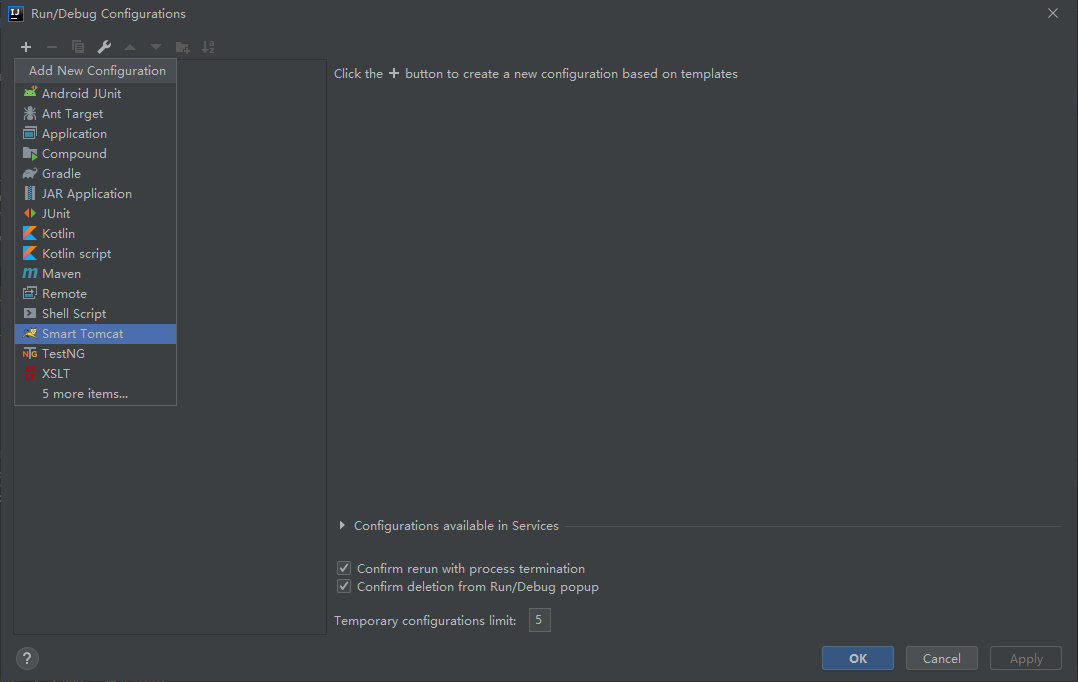 Run/Debug Configurations
Add New Configuration
Android JUnit
Ant Target
Application
Compound
Gradle
JAR Application
JUnit
Kotlin
Kotlin script
Maven
Remote
Shell Script
Smart Tomcat
TestNG
XSLT
5 more items...
Click the + button to create a new configuration based on templates
Configurations available in Services
Confirm rerun with process termination
Confirm deletion from Run/Debug popup
Temporary configurations limit: 5
?
OK Cancel Apply